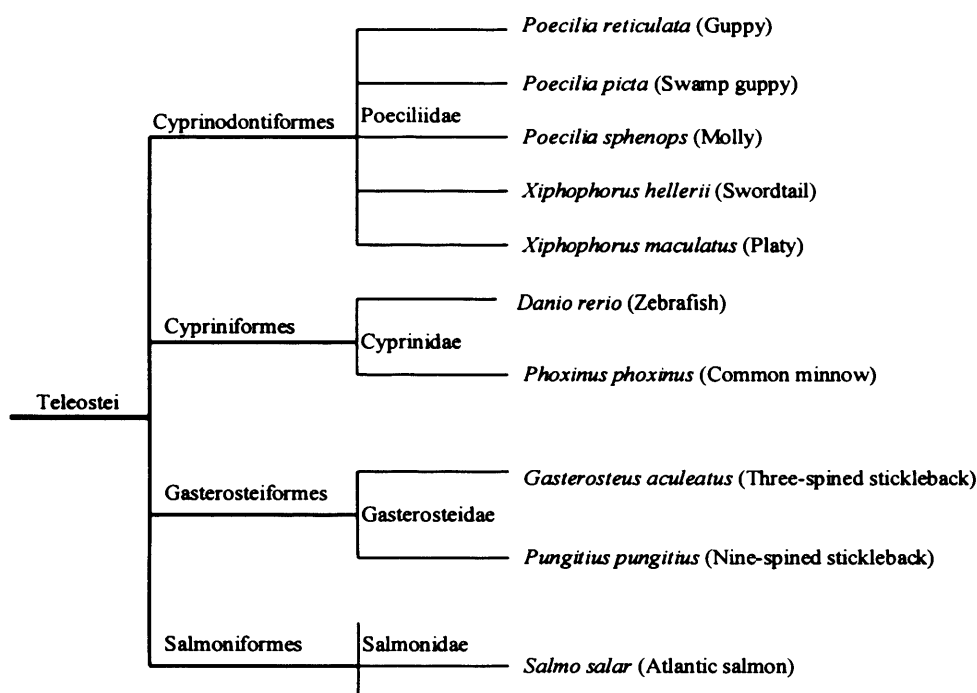 Poecilia reticulata (Guppy)
Poecilia picta (Swamp guppy)
Cyprinodontiformes
Poeciliidae
Poecilia sphenops (Molly)
Xiphophorus hellerii (Swordtail)
Xiphophorus maculatus (Platy)
Danio rerio (Zebrafish)
Cypriniformes
Cyprinidae
Phoxinus phoxinus (Common minnow)
Teleostei
Gasterosteus aculeatus (Three-spined stickleback)
Gasterosteiformes
Gasterosteidae
Pungitius pungitius (Nine-spined stickleback)
Salmoniformes
Salmonidae
Salmo salar (Atlantic salmon)